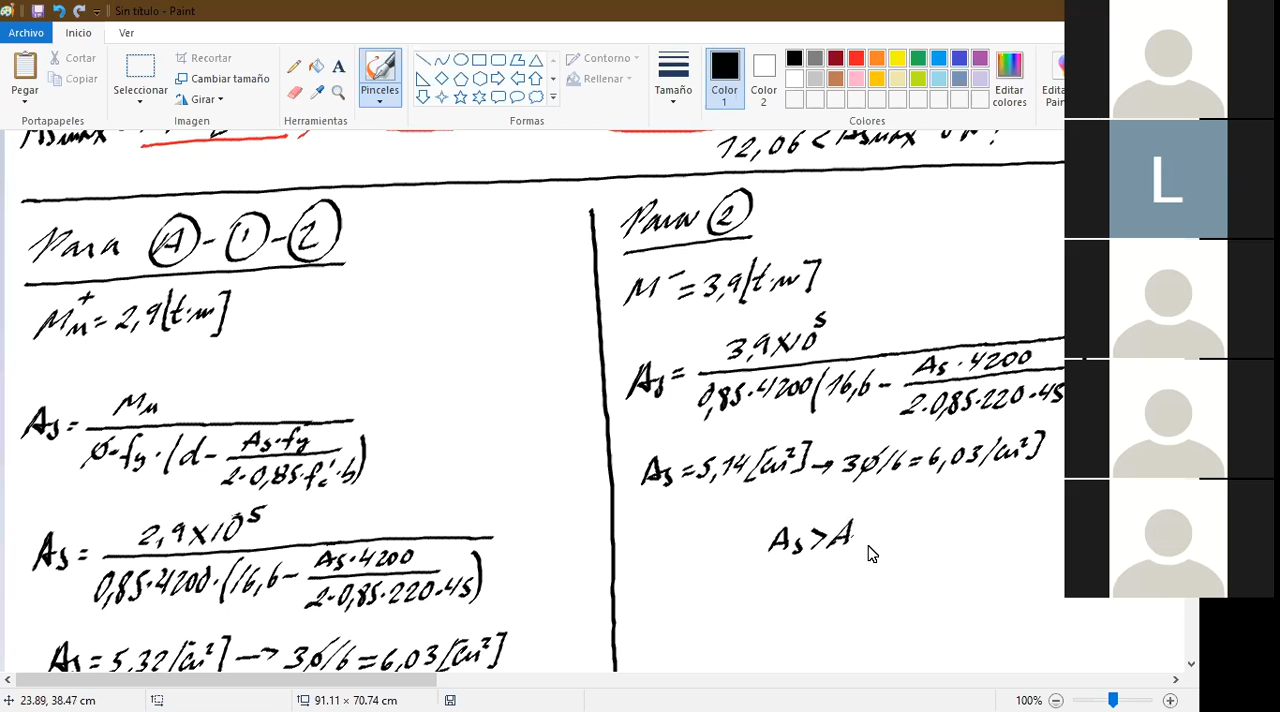 Sin título - Paint
Archivo Inicio Ver
Pegar
Cortar
Copiar
Portapapeles
Seleccionar
Recortar
Cambiar tamaño
Girar
Imagen
A
Herramientas
Pinceles
Contorno
Rellenar
Formas
Tamaño
Color 1
Color 2
Editar colores
Colores
L
12,06 < Asmax
Para A - 1 - 2
Mu+ = 2,9 [t·m]
As = Mu / φ·fy·(d - As·fy / 2·0,85·f'c·b)
As = 2,9x10^5 / 0,85·4200·(16,6 - As·4200 / 2·0,85·220·45)
As = 5,32 [cm²] → 3φ16 = 6,03 [cm²]
Para 2
M- = 3,9 [t·m]
As = 3,9x10^5 / 0,85·4200 (16,6 - As·4200 / 2·0,85·220·45
As = 5,14 [cm²] → 3φ16 = 6,03 [cm²]
As > A
23.89, 38.47 cm
91.11 × 70.74 cm
100%